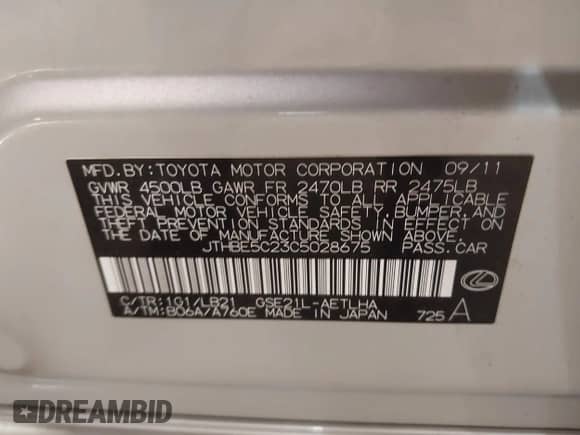 MFD.BY:TOYOTA MOTOR CORPORATION 09/11
GVWR 4500LB GAWR FR 2470LB RR 2475LB
THIS VEHICLE CONFORMS TO ALL APPLICABLE
FEDERAL MOTOR VEHICLE SAFETY, BUMPER, AND
THEFT PREVENTION STANDARDS IN EFFECT ON
THE DATE OF MANUFACTURE SHOWN ABOVE.
JTHBE5C23C5028675 PASS.CAR
C/TR:1G1/LB21 GSE21L-AETLHA
A/TM:B06A/A760E MADE IN JAPAN 725 A
DREAMBID